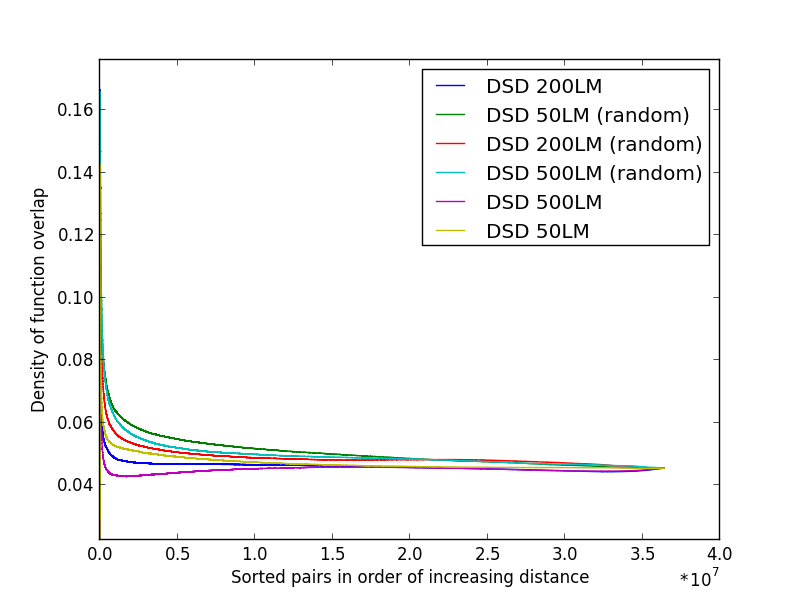 DSD 200LM
DSD 50LM (random)
DSD 200LM (random)
DSD 500LM (random)
DSD 500LM
DSD 50LM
0.16
0.14
0.12
0.10
0.08
0.06
0.04
Density of function overlap
0.0 0.5 1.0 1.5 2.0 2.5 3.0 3.5 4.0
Sorted pairs in order of increasing distance
*10^7